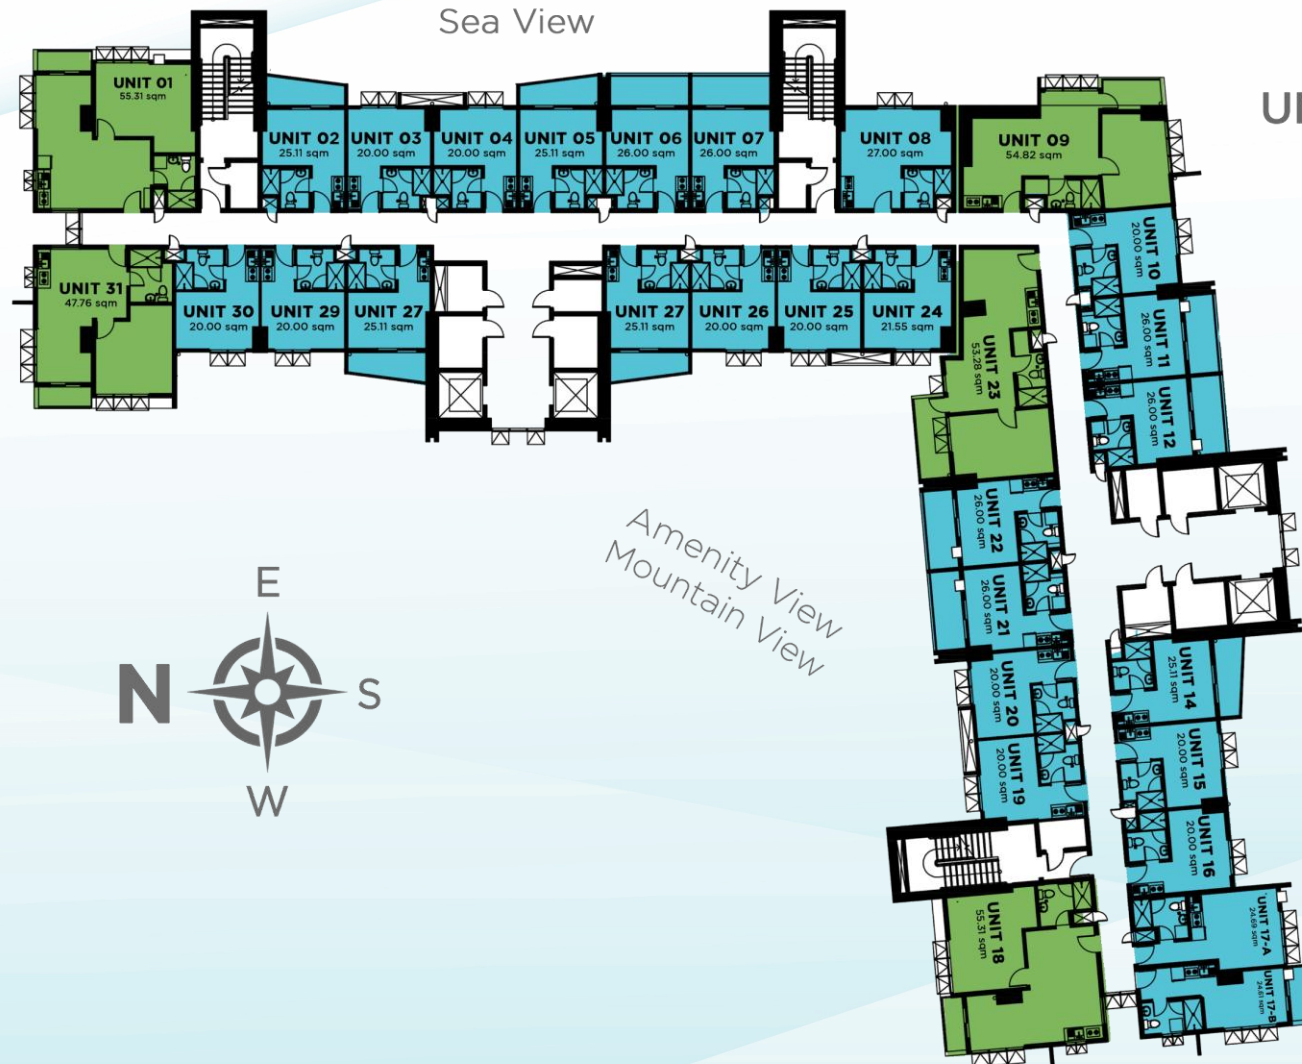 Sea View
UNIT 01
55.31 sqm
UNIT 02
25.11 sqm
UNIT 03
20.00 sqm
UNIT 04
20.00 sqm
UNIT 05
25.11 sqm
UNIT 06
26.00 sqm
UNIT 07
26.00 sqm
UNIT 08
27.00 sqm
UNIT 09
54.82 sqm
UNIT 10
20.00 sqm
UNIT 11
26.00 sqm
UNIT 12
26.00 sqm
UNIT 31
47.76 sqm
UNIT 30
20.00 sqm
UNIT 29
20.00 sqm
UNIT 27
25.11 sqm
UNIT 27
25.11 sqm
UNIT 26
20.00 sqm
UNIT 25
20.00 sqm
UNIT 24
21.55 sqm
UNIT 23
53.28 sqm
UNIT 22
26.00 sqm
UNIT 21
26.00 sqm
UNIT 20
20.00 sqm
UNIT 19
20.00 sqm
UNIT 14
25.11 sqm
UNIT 15
20.00 sqm
UNIT 16
20.00 sqm
UNIT 17-A
24.69 sqm
UNIT 17-B
24.61 sqm
UNIT 18
55.31 sqm
Amenity View
Mountain View
E
N
S
W